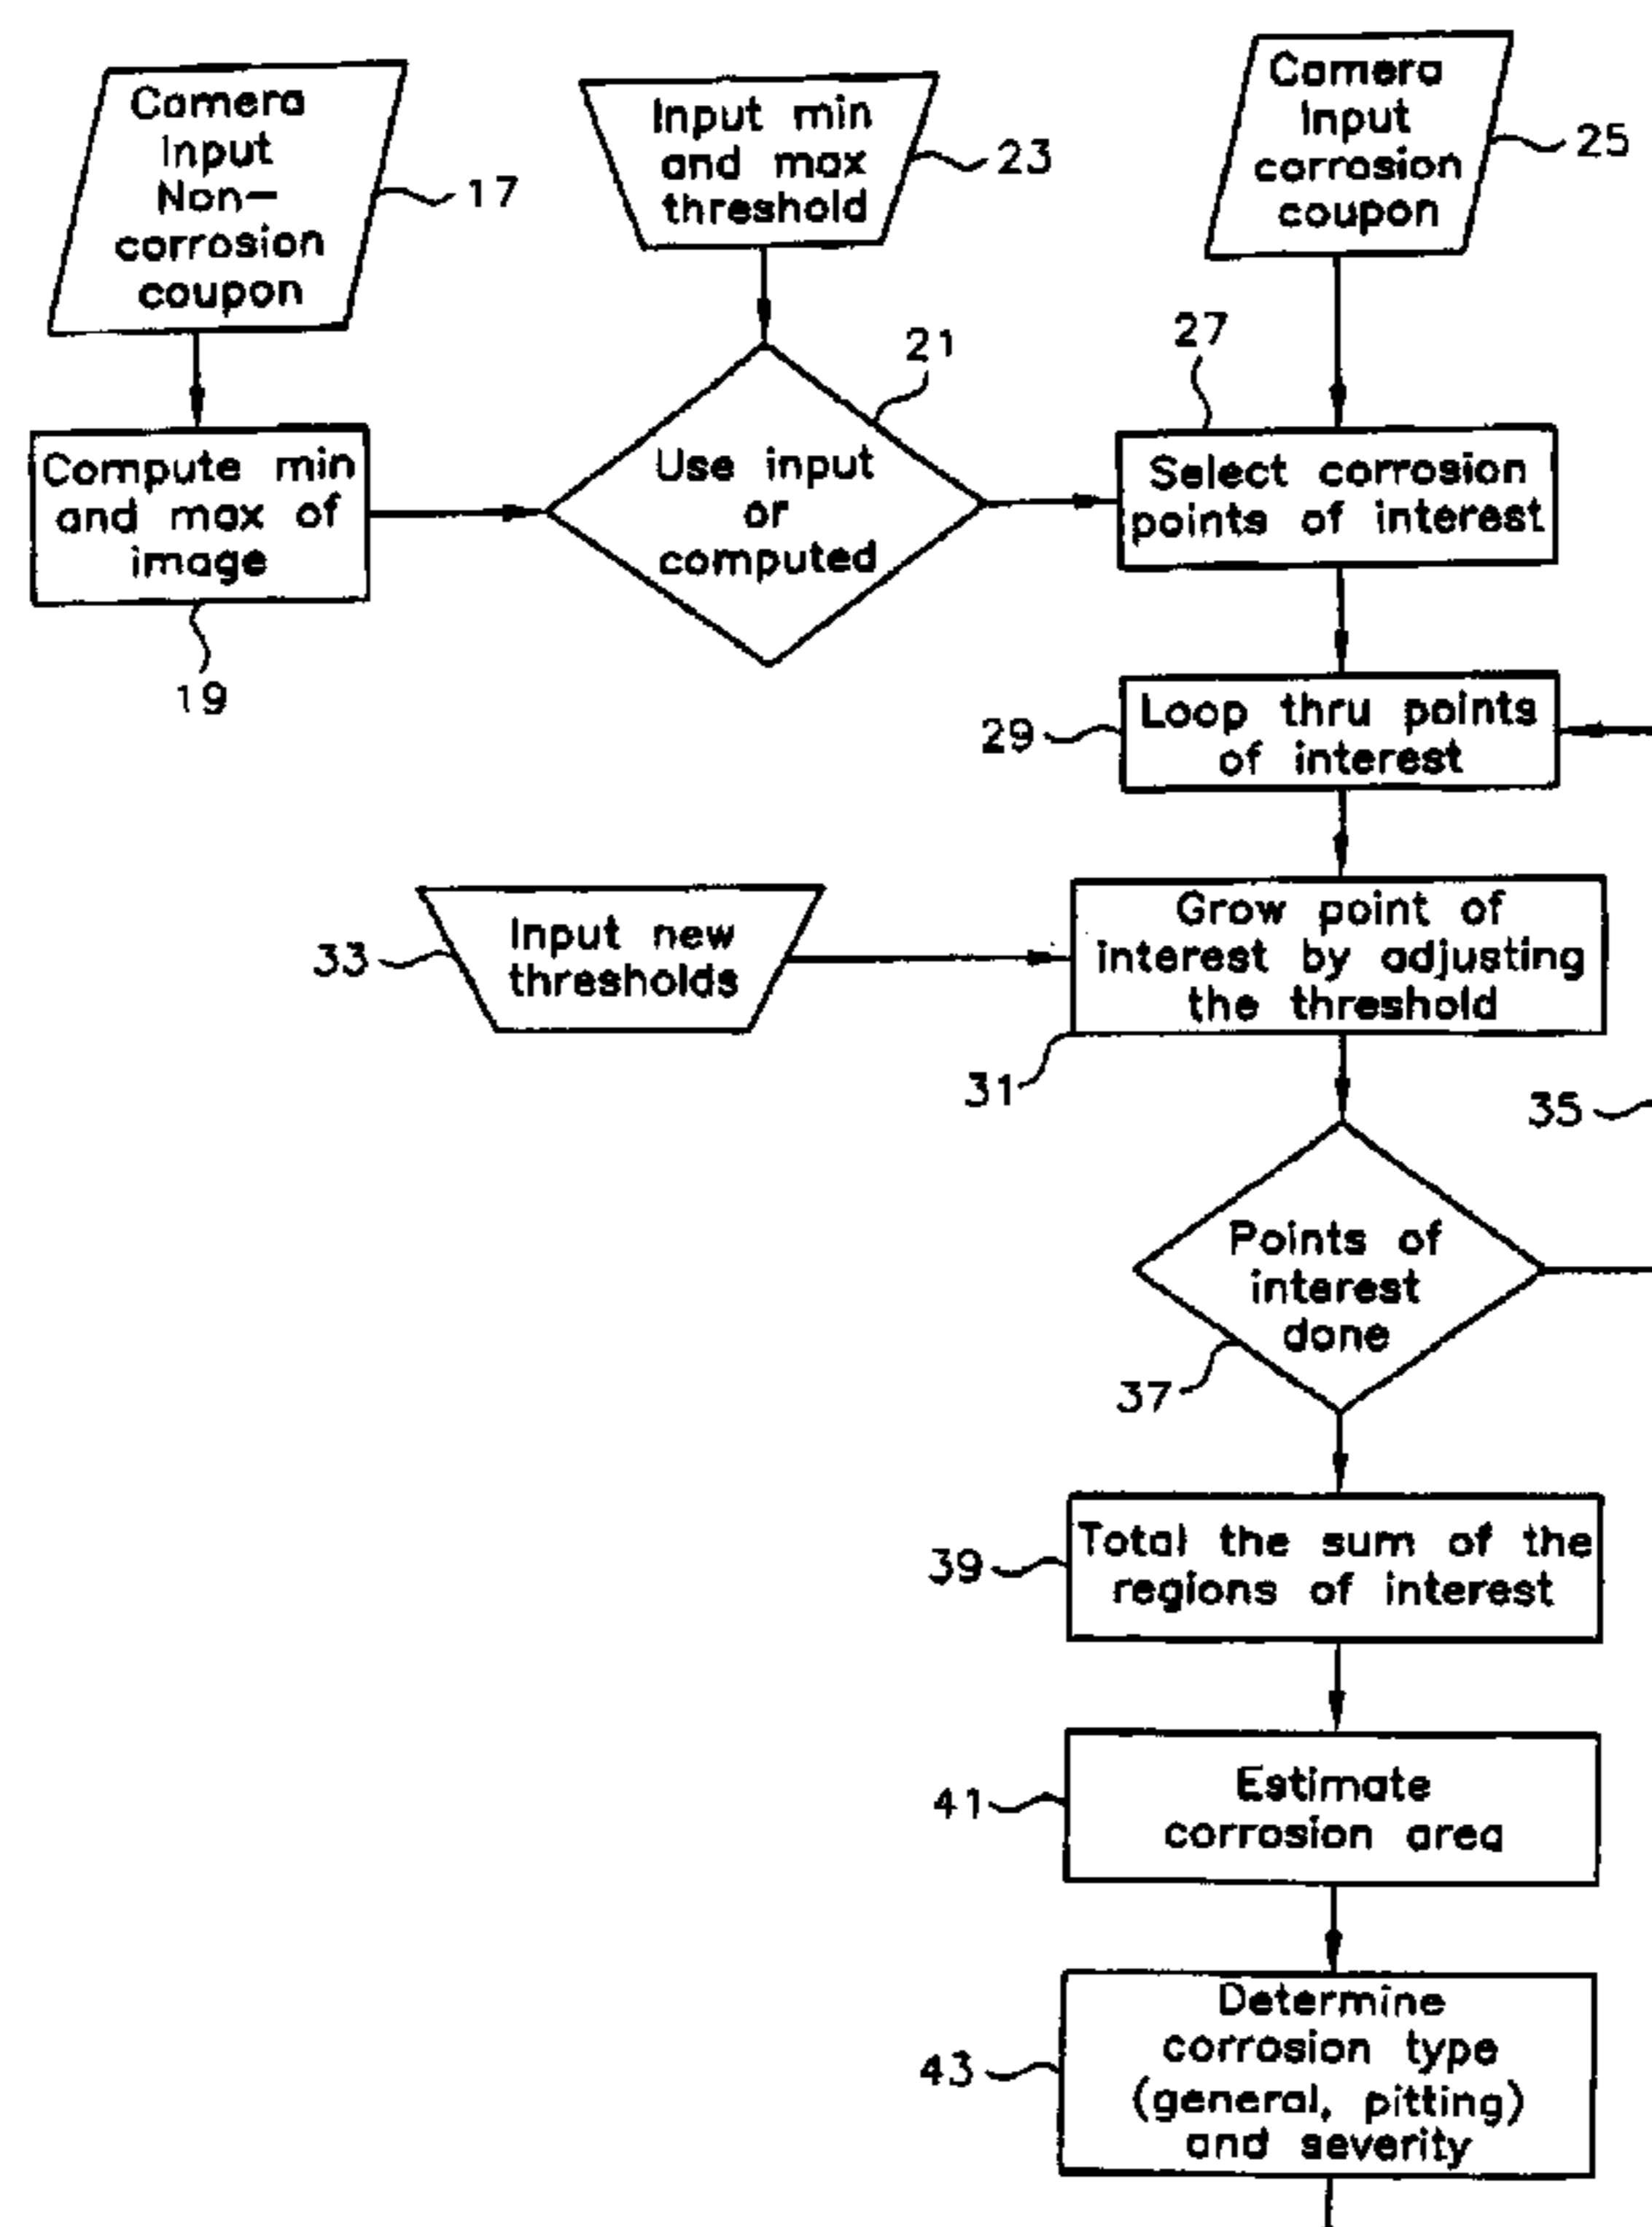 Camera
Input
Non-
corrosion
coupon
17
Input min
and max
threshold
23
Camera
Input
corrosion
coupon
25
Compute min
and max of
image
19
21
Use input
or
computed
27
Select corrosion
points of interest
29
Loop thru points
of interest
33
Input new
thresholds
Grow point of
interest by adjusting
the threshold
31
35
Points of
interest
done
37
39
Total the sum of the
regions of interest
41
Estimate
corrosion area
43
Determine
corrosion type
(general, pitting)
and severity